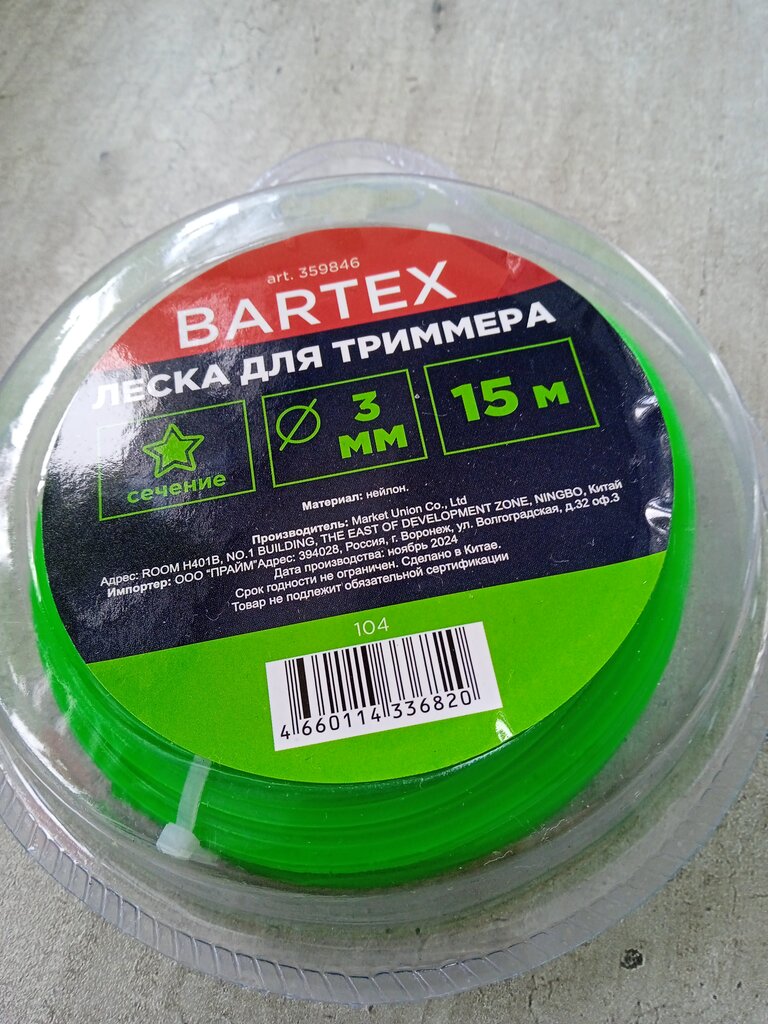 art. 359846
BARTEX
ЛЕСКА ДЛЯ ТРИММЕРА
сечение
3 мм
15 м
Материал: нейлон.
Производитель: Market Union Co., Ltd
Адрес: ROOM H401B, NO.1 BUILDING, THE EAST OF DEVELOPMENT ZONE, NINGBO, Китай
Импортер: ООО "ПРАЙМ"Адрес: 394028, Россия, г. Воронеж, ул. Волгоградская, д.32 оф.3
Дата производства: ноябрь 2024
Срок годности не ограничен. Сделано в Китае.
Товар не подлежит обязательной сертификации
104
4 660114 336820